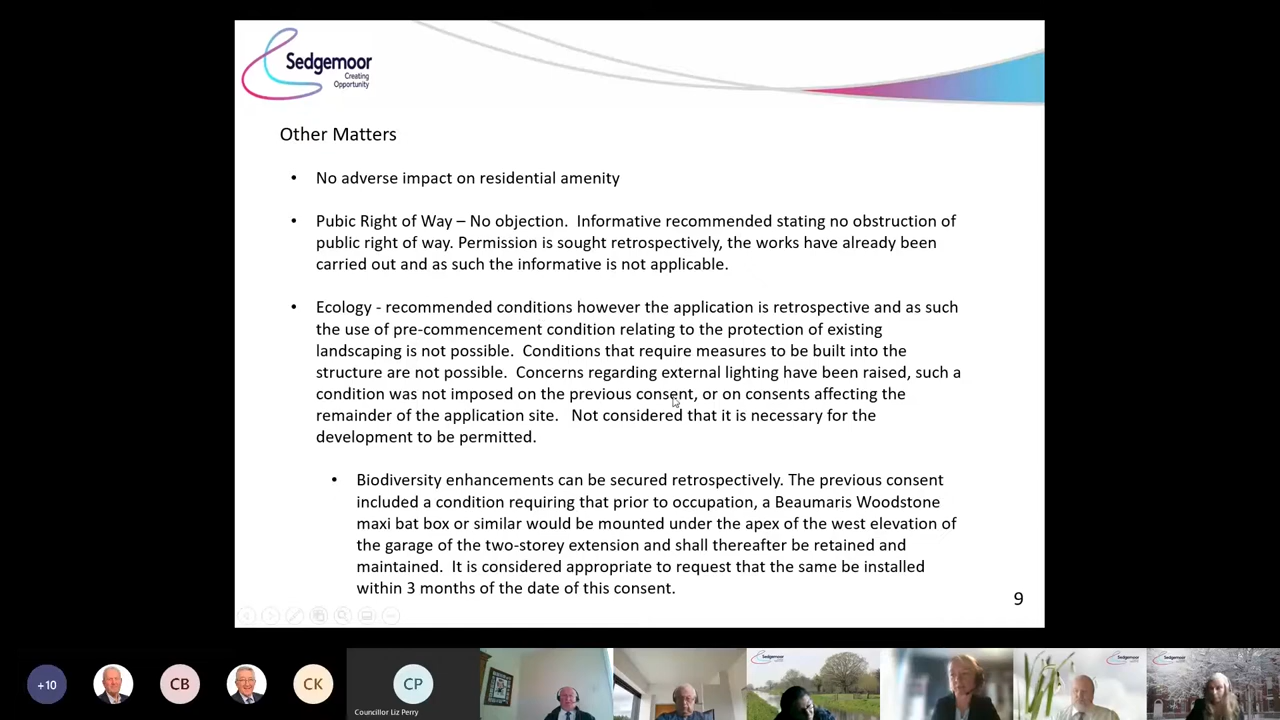 Sedgemoor
Creating
Opportunity
Other Matters
• No adverse impact on residential amenity
• Pubic Right of Way – No objection.  Informative recommended stating no obstruction of
public right of way. Permission is sought retrospectively, the works have already been
carried out and as such the informative is not applicable.
• Ecology - recommended conditions however the application is retrospective and as such
the use of pre-commencement condition relating to the protection of existing
landscaping is not possible.  Conditions that require measures to be built into the
structure are not possible.  Concerns regarding external lighting have been raised, such a
condition was not imposed on the previous consent, or on consents affecting the
remainder of the application site.   Not considered that it is necessary for the
development to be permitted.
• Biodiversity enhancements can be secured retrospectively. The previous consent
included a condition requiring that prior to occupation, a Beaumaris Woodstone
maxi bat box or similar would be mounted under the apex of the west elevation of
the garage of the two-storey extension and shall thereafter be retained and
maintained.  It is considered appropriate to request that the same be installed
within 3 months of the date of this consent.
9
+10
CB
CK
CP
Councillor Liz Perry
Sedgemoor
Sedgemoor
Sedgemoor